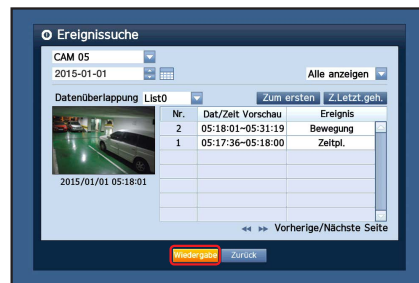 Ereignissuche
CAM 05
2015-01-01
Alle anzeigen
Datenüberlappung List0 Zum ersten Z.Letzt.geh.
Nr. Dat/Zeit Vorschau Ereignis
2 05:18:01~05:31:19 Bewegung
1 05:17:36~05:18:00 Zeitpl.
2015/01/01 05:18:01
Vorherige/Nächste Seite
Wiedergabe Zurück